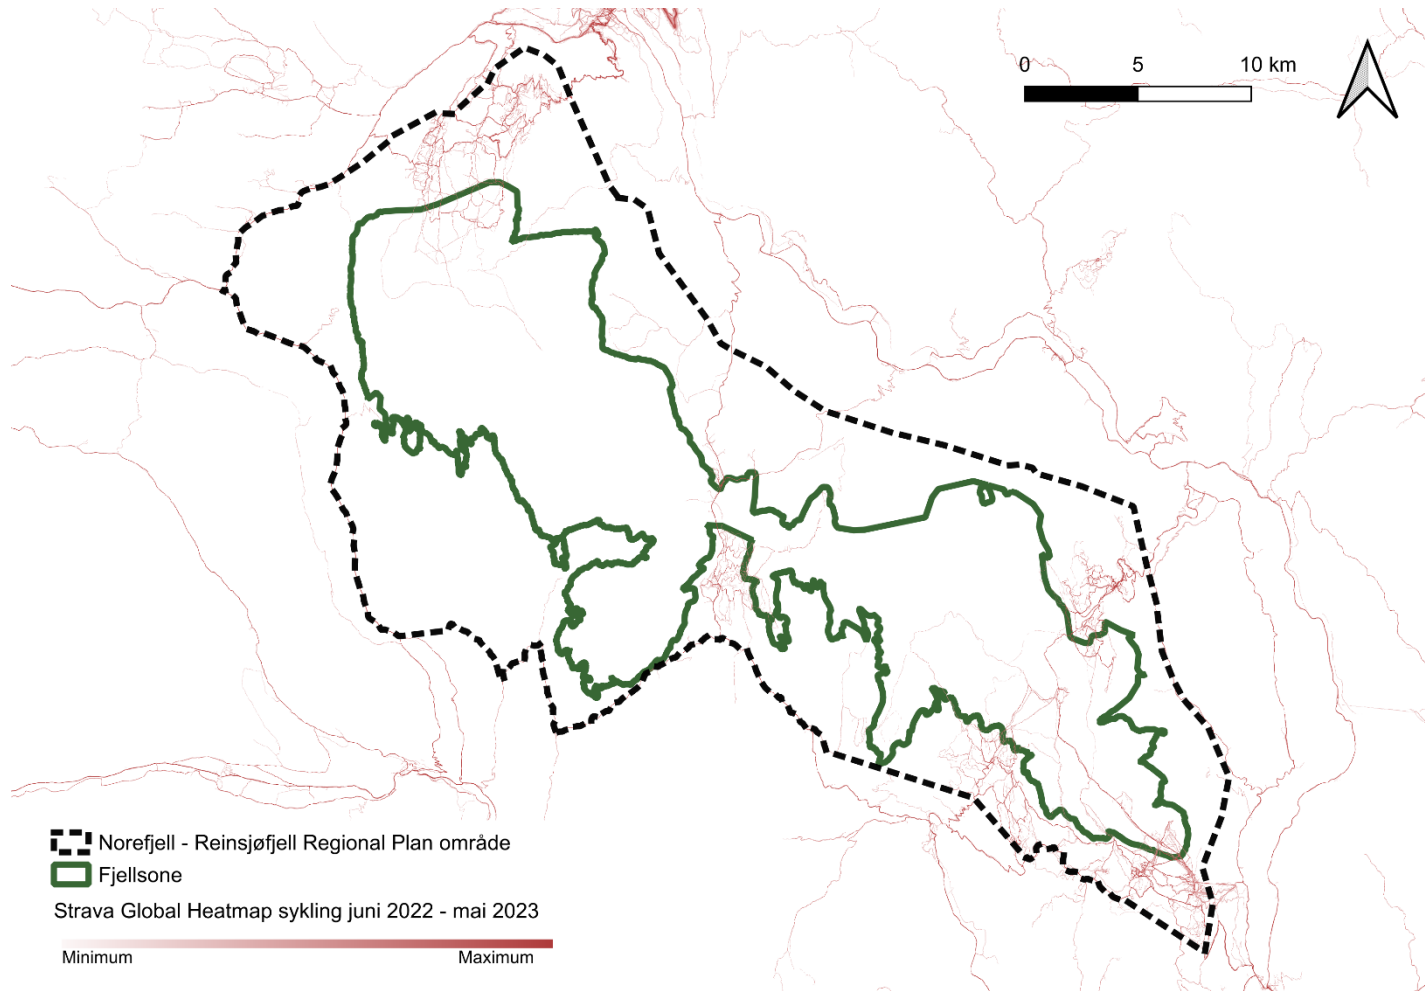 0 5 10 km
Norefjell - Reinsjøfjell Regional Plan område
Fjellsone
Strava Global Heatmap sykling juni 2022 - mai 2023
Minimum Maximum